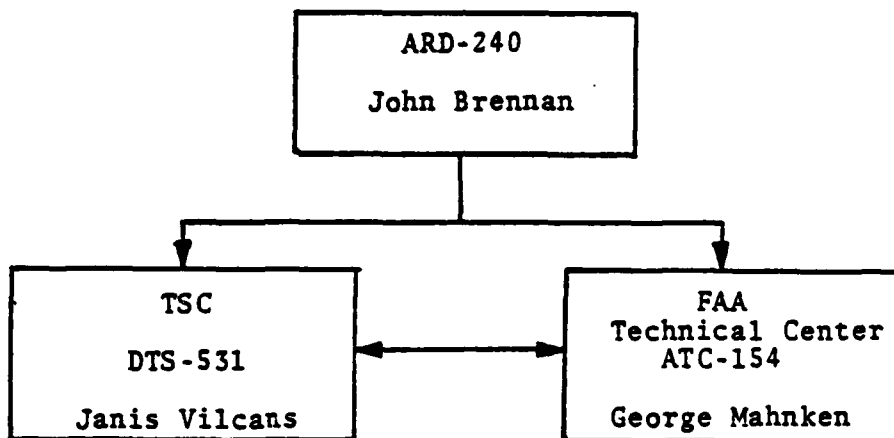 ARD-240
John Brennan
TSC
DTS-531
Janis Vilcans
FAA
Technical Center
ATC-154
George Mahnken